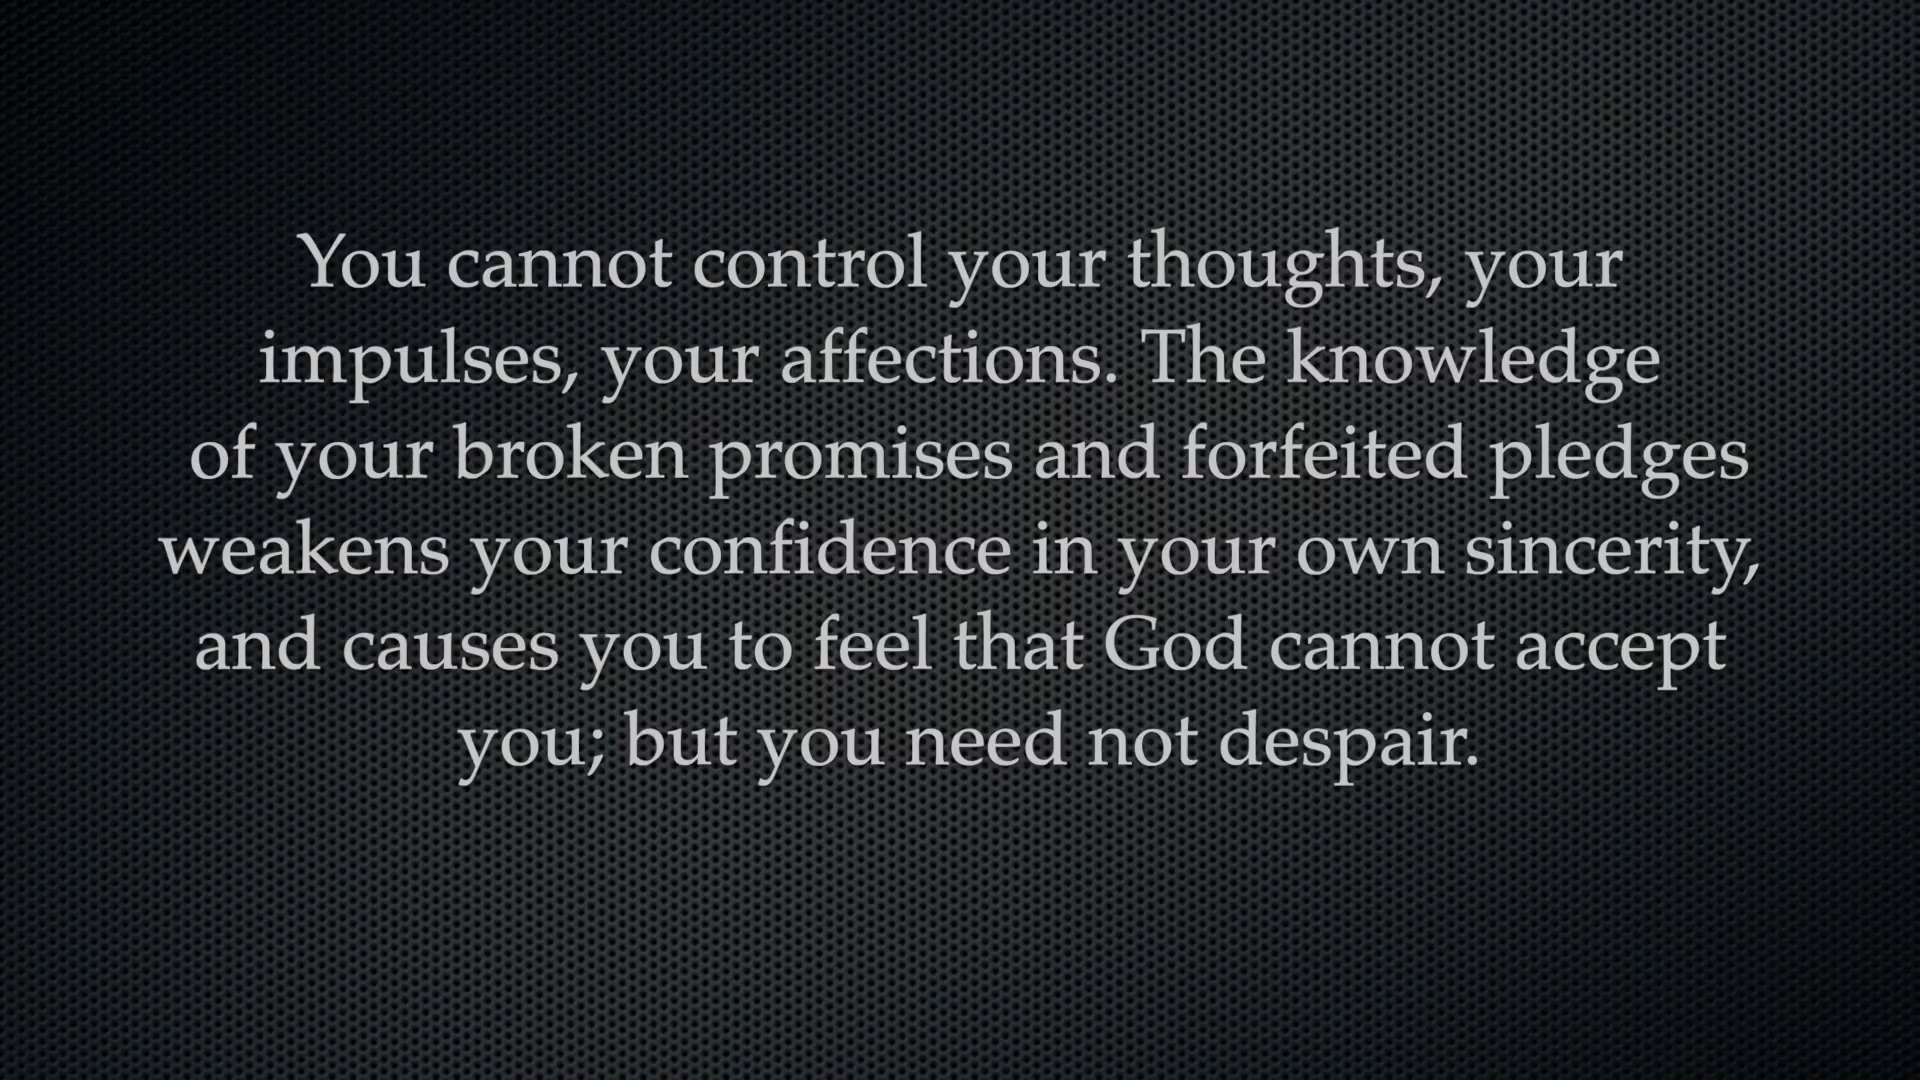 You cannot control your thoughts, your
impulses, your affections. The knowledge
of your broken promises and forfeited pledges
weakens your confidence in your own sincerity,
and causes you to feel that God cannot accept
you; but you need not despair.